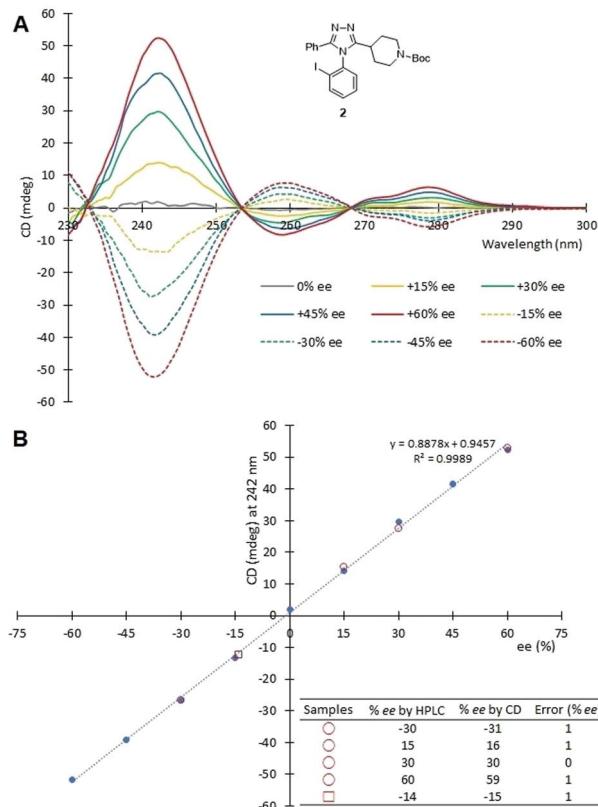 A
60
50
40
30
20
10
0
-10
-20
-30
-40
-50
-60
CD (mdeg)
230 240 250 260 270 280 290 300
Wavelength (nm)
N N
Ph N N Boc
I
2
0% ee +15% ee +30% ee
+45% ee +60% ee -15% ee
-30% ee -45% ee -60% ee
B
60
50
40
30
20
10
0
-10
-20
-30
-40
-50
-60
CD (mdeg) at 242 nm
y = 0.8878x + 0.9457
R² = 0.9989
-75 -60 -45 -30 -15 0 15 30 45 60 75
ee (%)
Samples % ee by HPLC % ee by CD Error (% ee
-30 -31 1
15 16 1
30 30 0
60 59 1
-14 -15 1